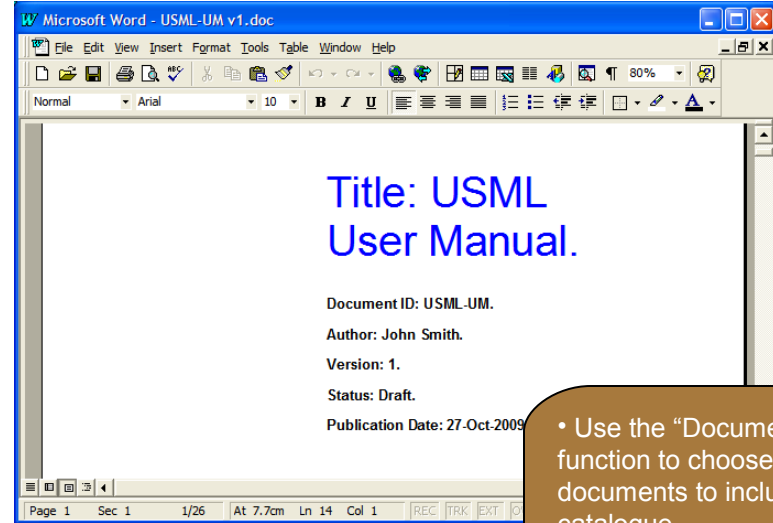 Microsoft Word - USML-UM v1.doc
File Edit View Insert Format Tools Table Window Help
80%
Normal Arial 10 B I U A
Title: USML
User Manual.
Document ID: USML-UM.
Author: John Smith.
Version: 1.
Status: Draft.
Publication Date: 27-Oct-2009
• Use the “Docume
function to choose
documents to inclu
catalogue
Page 1 Sec 1 1/26 At 7.7cm Ln 14 Col 1 REC TRK EXT